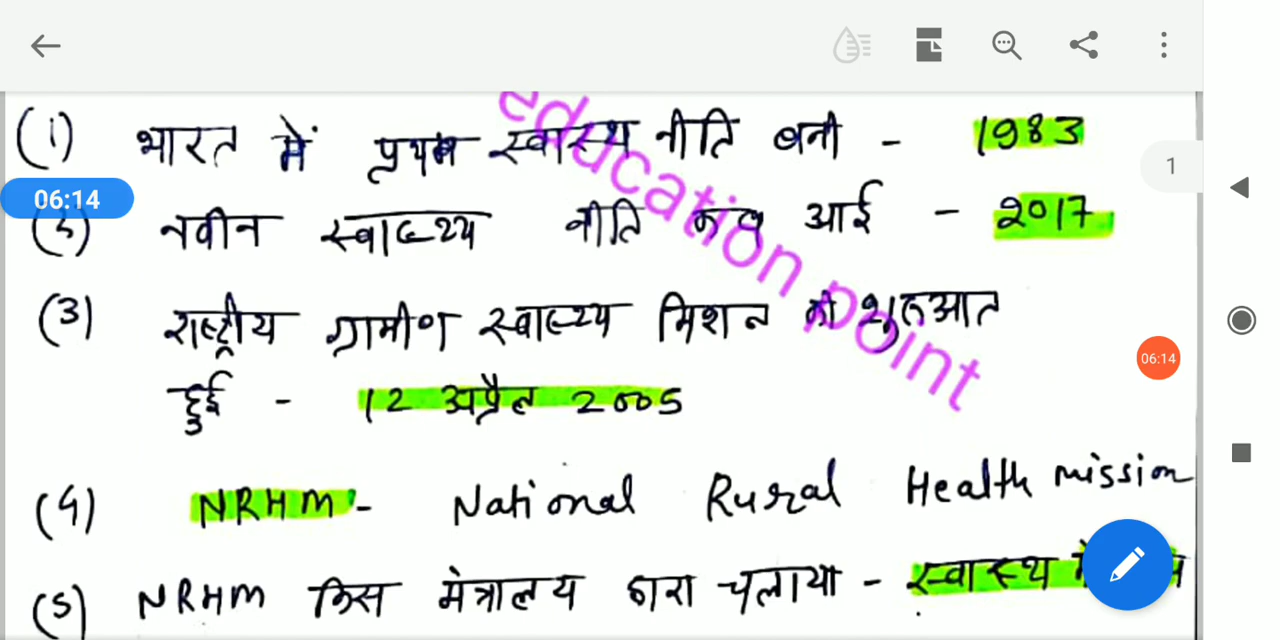 1
(1) भारत में प्रथम स्वास्थ्य नीति बनी - 1983
06:14
(2) नवीन स्वास्थ्य नीति कब आई - 2017
(3) राष्ट्रीय ग्रामीण स्वास्थ्य मिशन की शुरुआत
06:14
हुई - 12 अप्रैल 2005
(4) NRHM - National Rural Health mission
(5) NRHM किस मंत्रालय द्वारा चलाया - स्वास्थ्य
education point